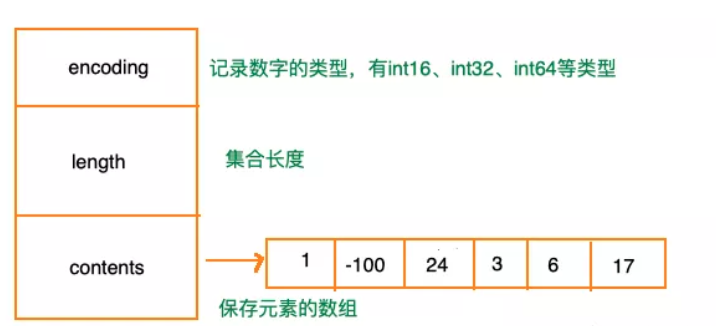 encoding
记录数字的类型，有int16、int32、int64等类型
length
集合长度
contents
1 -100 24 3 6 17
保存元素的数组